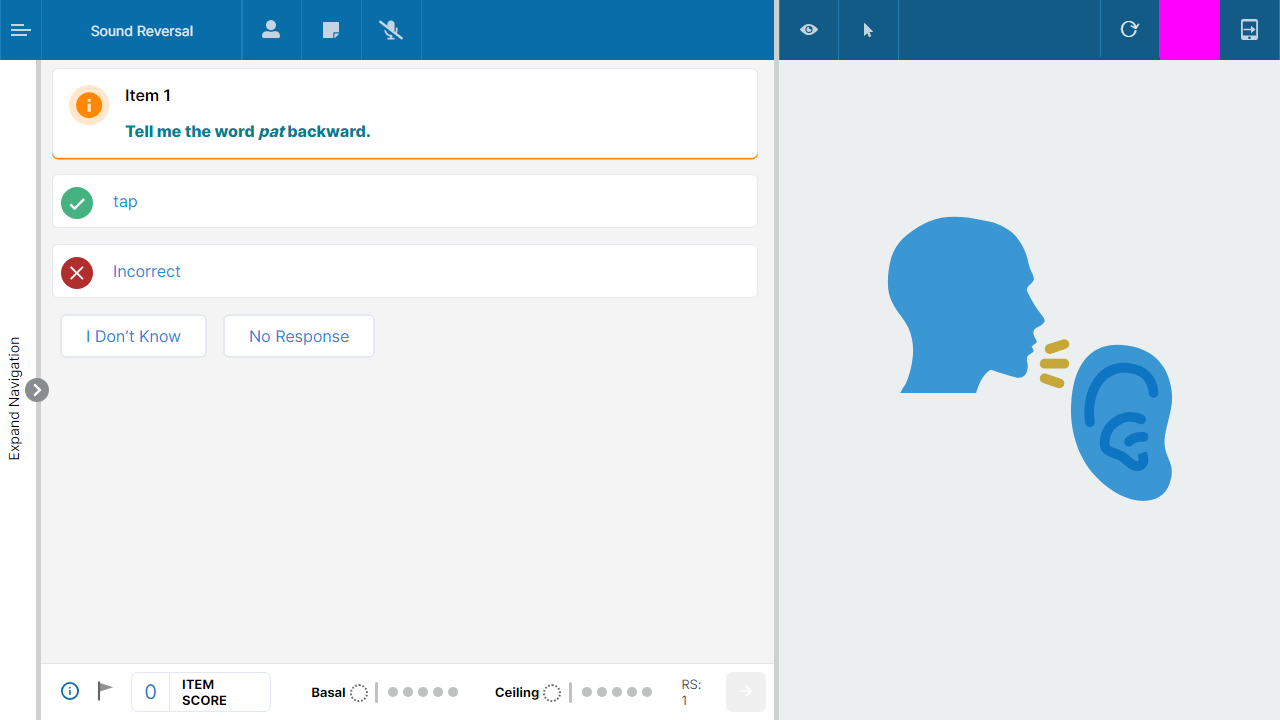 Sound Reversal
Item 1
Tell me the word pat backward.
tap
Incorrect
I Don’t Know
No Response
Expand Navigation
0
ITEM
SCORE
Basal
Ceiling
RS:
1